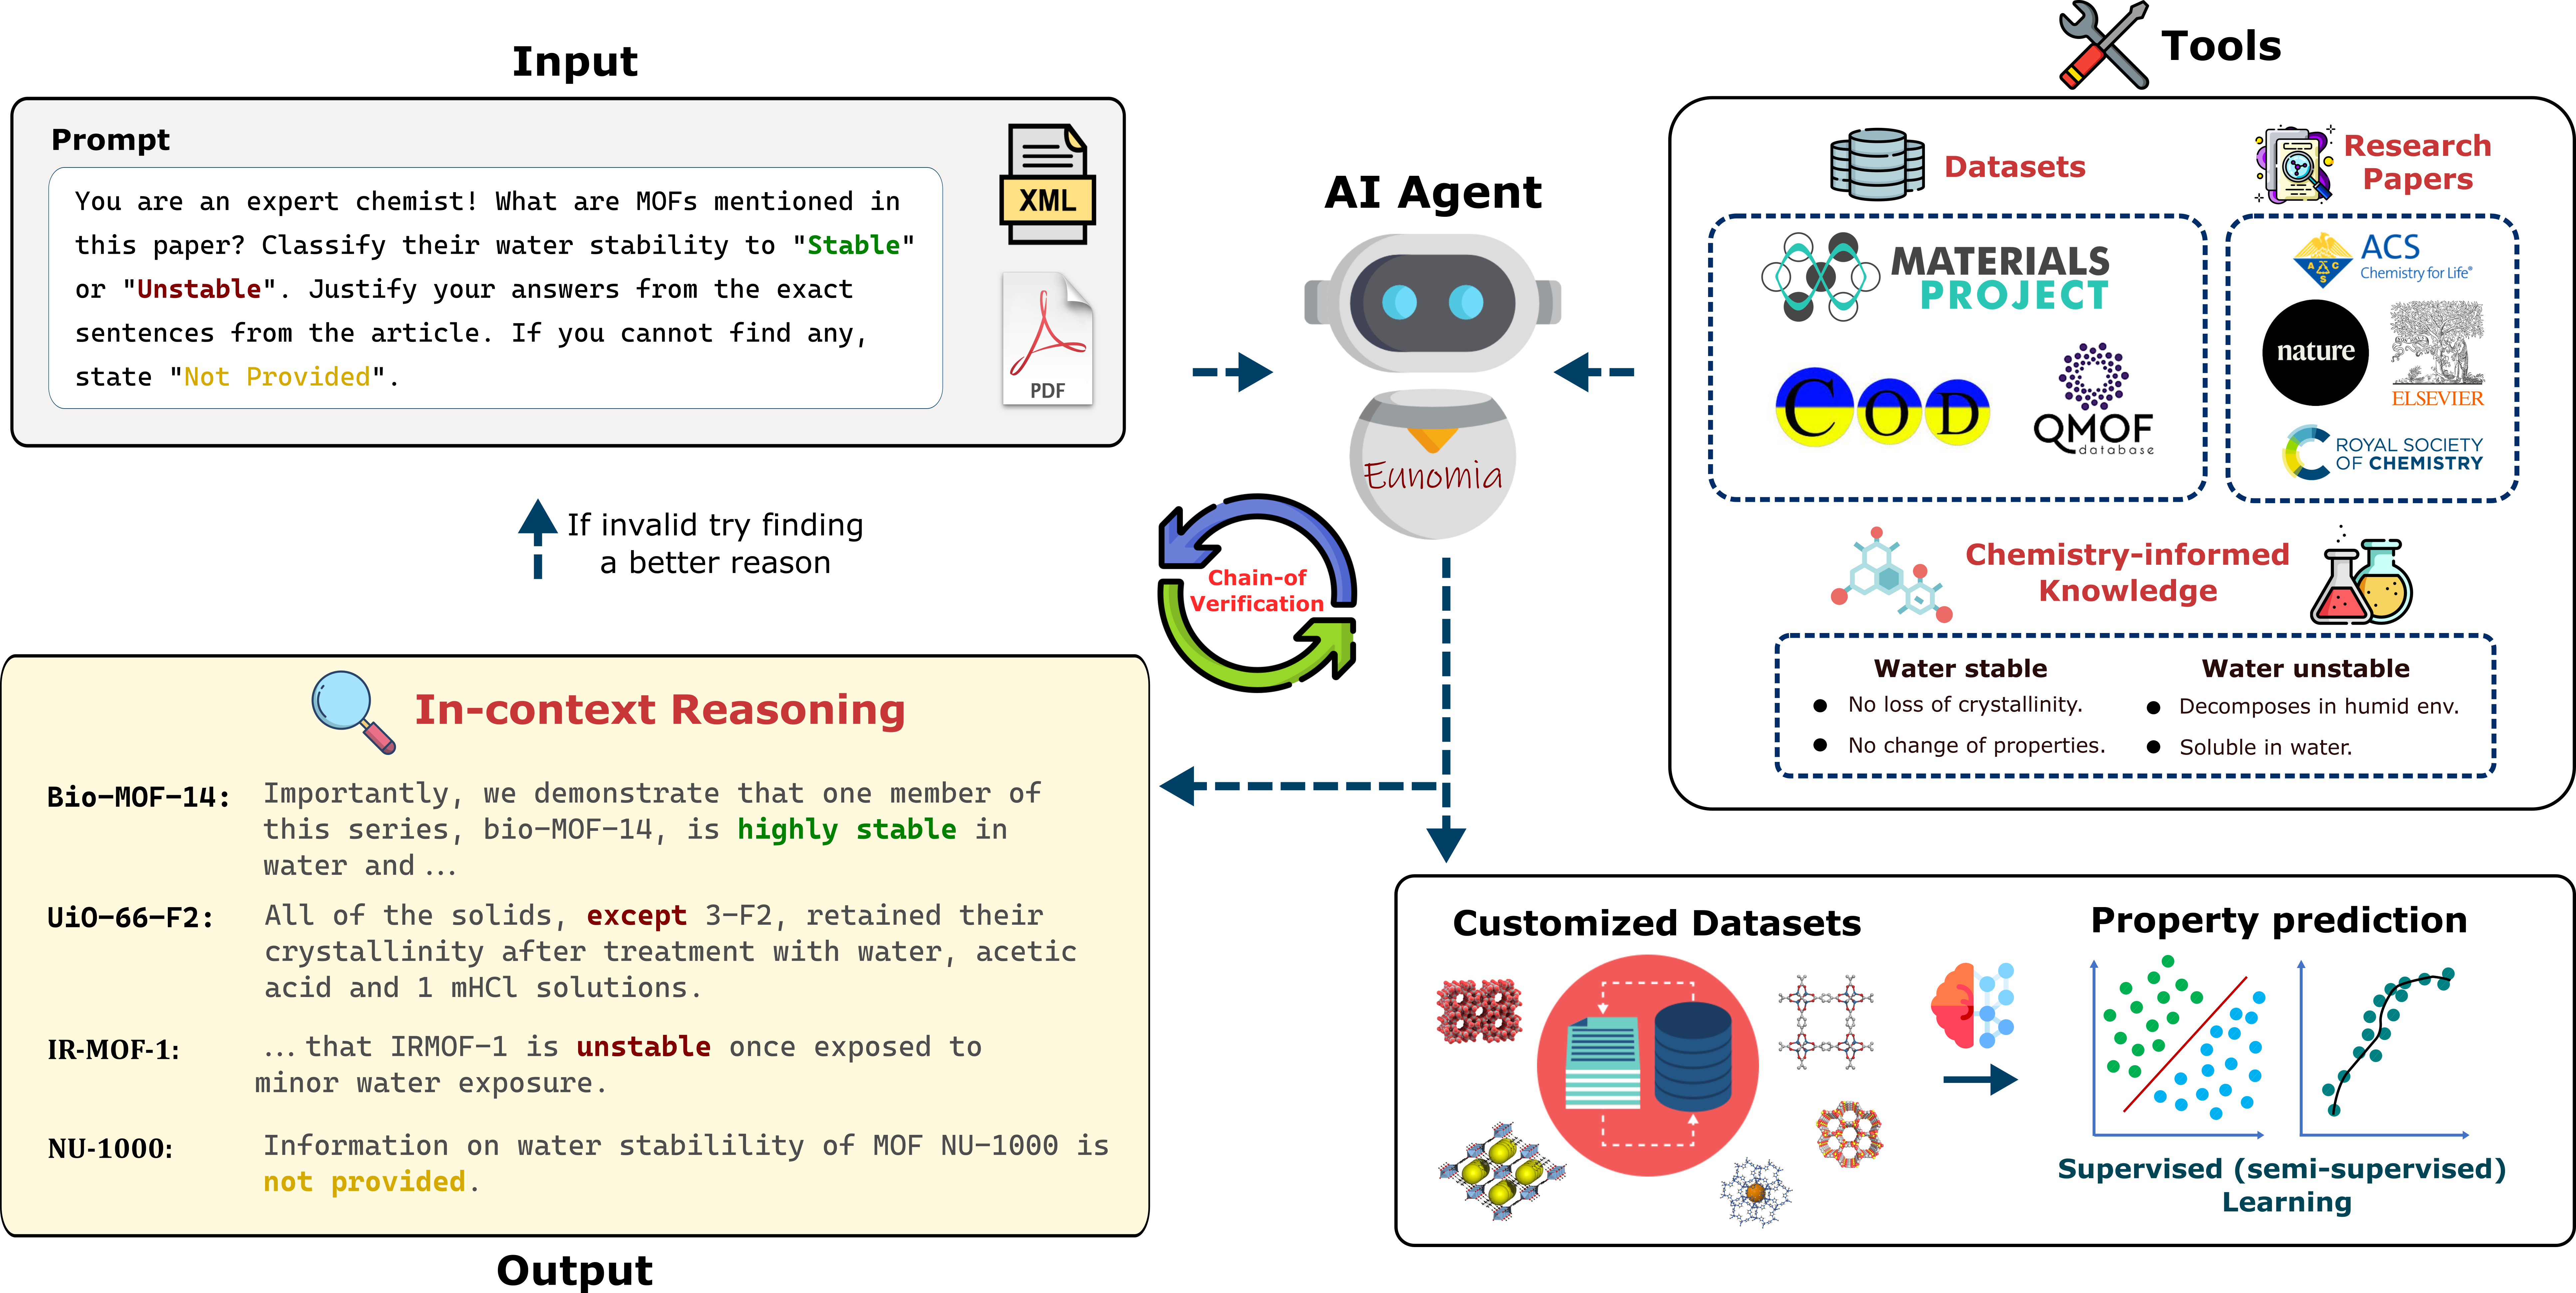 Input
Prompt
You are an expert chemist! What are MOFs mentioned in
this paper? Classify their water stability to "Stable"
or "Unstable". Justify your answers from the exact
sentences from the article. If you cannot find any,
state "Not Provided".
XML
PDF
If invalid try finding
a better reason
In-context Reasoning
Bio-MOF-14: Importantly, we demonstrate that one member of
this series, bio-MOF-14, is highly stable in
water and ...
UiO-66-F2: All of the solids, except 3-F2, retained their
crystallinity after treatment with water, acetic
acid and 1 mHCl solutions.
IR-MOF-1: ... that IRMOF-1 is unstable once exposed to
minor water exposure.
NU-1000: Information on water stabilility of MOF NU-1000 is
not provided.
Output
AI Agent
Eunomia
Chain-of
Verification
Tools
Datasets
MATERIALS
PROJECT
COD
QMOF
database
Research
Papers
ACS
Chemistry for Life®
A C S
nature
ELSEVIER
ROYAL SOCIETY
OF CHEMISTRY
Chemistry-informed
Knowledge
Water stable
● No loss of crystallinity.
● No change of properties.
Water unstable
● Decomposes in humid env.
● Soluble in water.
Customized Datasets
Property prediction
Supervised (semi-supervised)
Learning